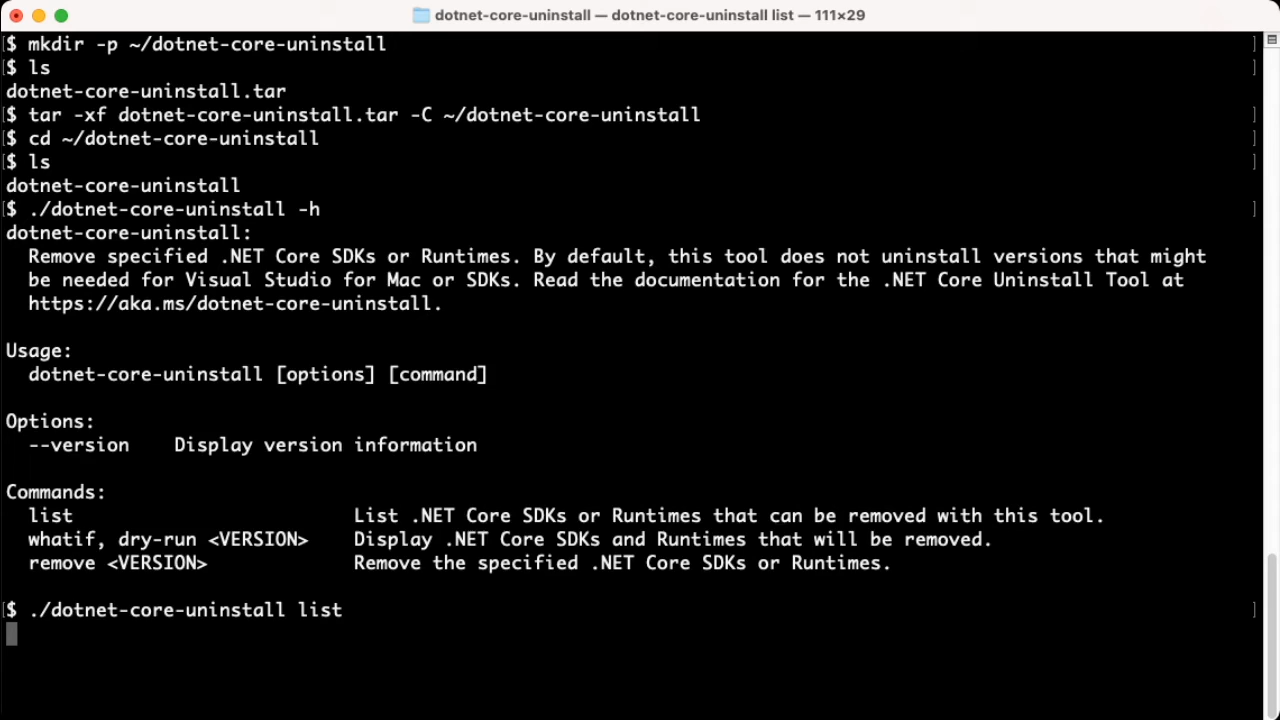 dotnet-core-uninstall — dotnet-core-uninstall list — 111×29
[$ mkdir -p ~/dotnet-core-uninstall ]
[$ ls ]
dotnet-core-uninstall.tar
[$ tar -xf dotnet-core-uninstall.tar -C ~/dotnet-core-uninstall ]
[$ cd ~/dotnet-core-uninstall ]
[$ ls ]
dotnet-core-uninstall
[$ ./dotnet-core-uninstall -h ]
dotnet-core-uninstall:
  Remove specified .NET Core SDKs or Runtimes. By default, this tool does not uninstall versions that might
  be needed for Visual Studio for Mac or SDKs. Read the documentation for the .NET Core Uninstall Tool at
  https://aka.ms/dotnet-core-uninstall.
Usage:
  dotnet-core-uninstall [options] [command]
Options:
  --version    Display version information
Commands:
  list                         List .NET Core SDKs or Runtimes that can be removed with this tool.
  whatif, dry-run <VERSION>    Display .NET Core SDKs and Runtimes that will be removed.
  remove <VERSION>             Remove the specified .NET Core SDKs or Runtimes.
[$ ./dotnet-core-uninstall list ]